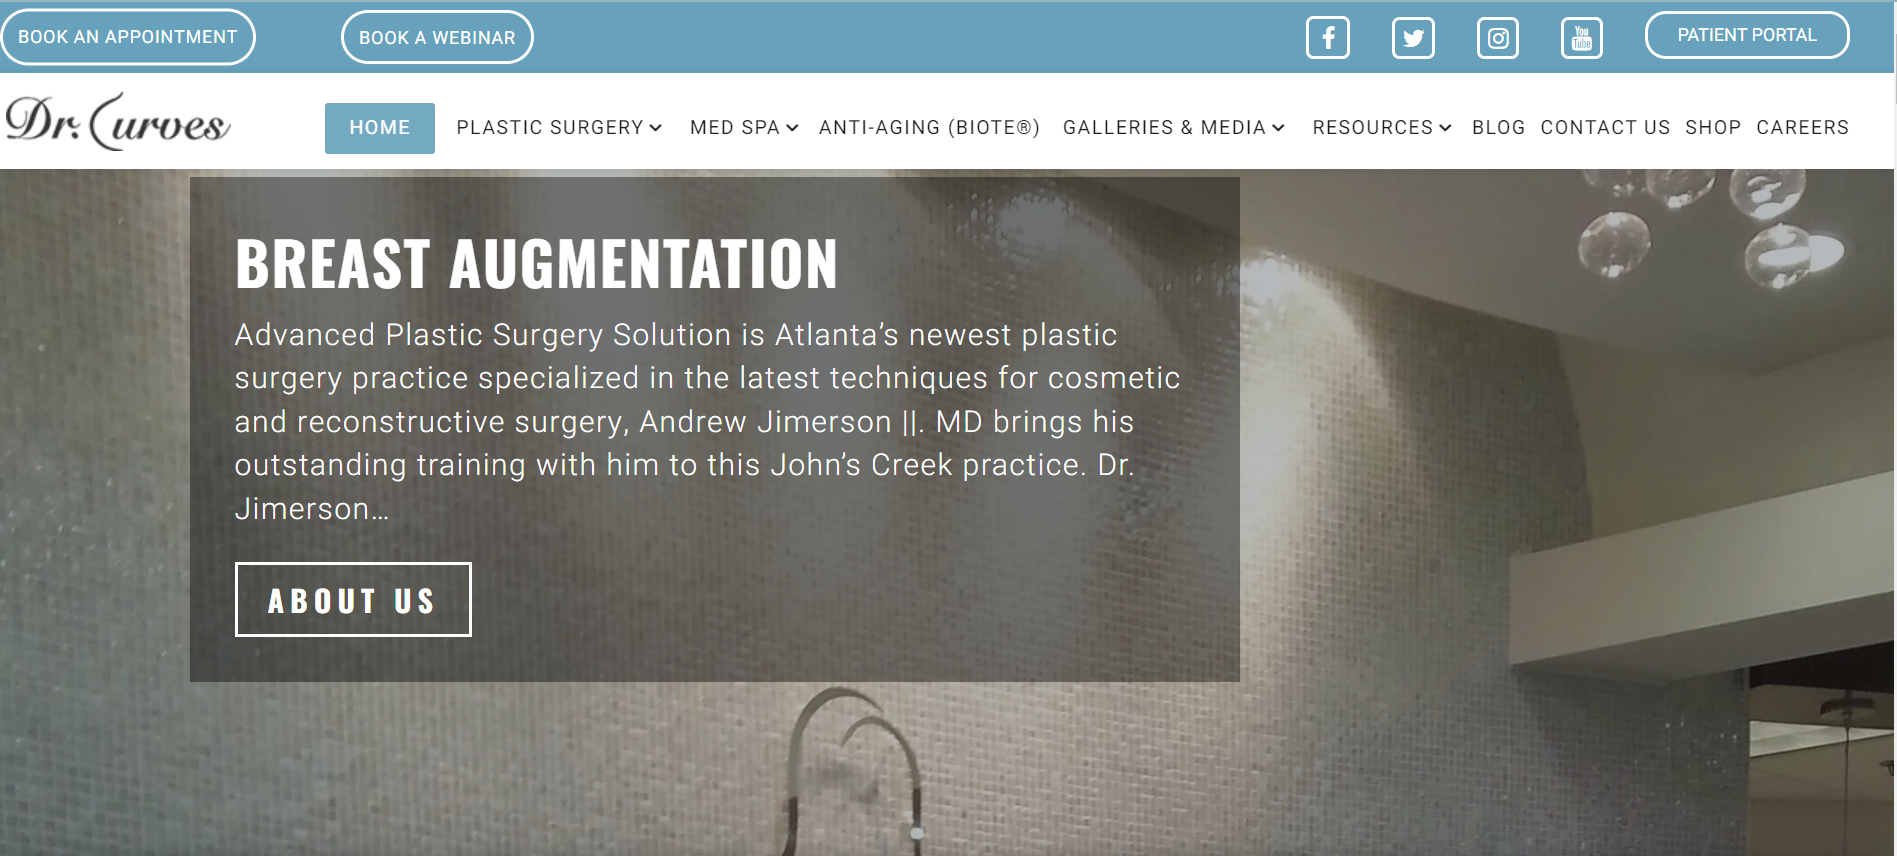 BOOK AN APPOINTMENT
BOOK A WEBINAR
You
Tube
PATIENT PORTAL
Dr. Curves
HOME
PLASTIC SURGERY
MED SPA
ANTI-AGING (BIOTE®)
GALLERIES & MEDIA
RESOURCES
BLOG
CONTACT US
SHOP
CAREERS
BREAST AUGMENTATION
Advanced Plastic Surgery Solution is Atlanta’s newest plastic
surgery practice specialized in the latest techniques for cosmetic
and reconstructive surgery, Andrew Jimerson ||. MD brings his
outstanding training with him to this John’s Creek practice. Dr.
Jimerson…
ABOUT US